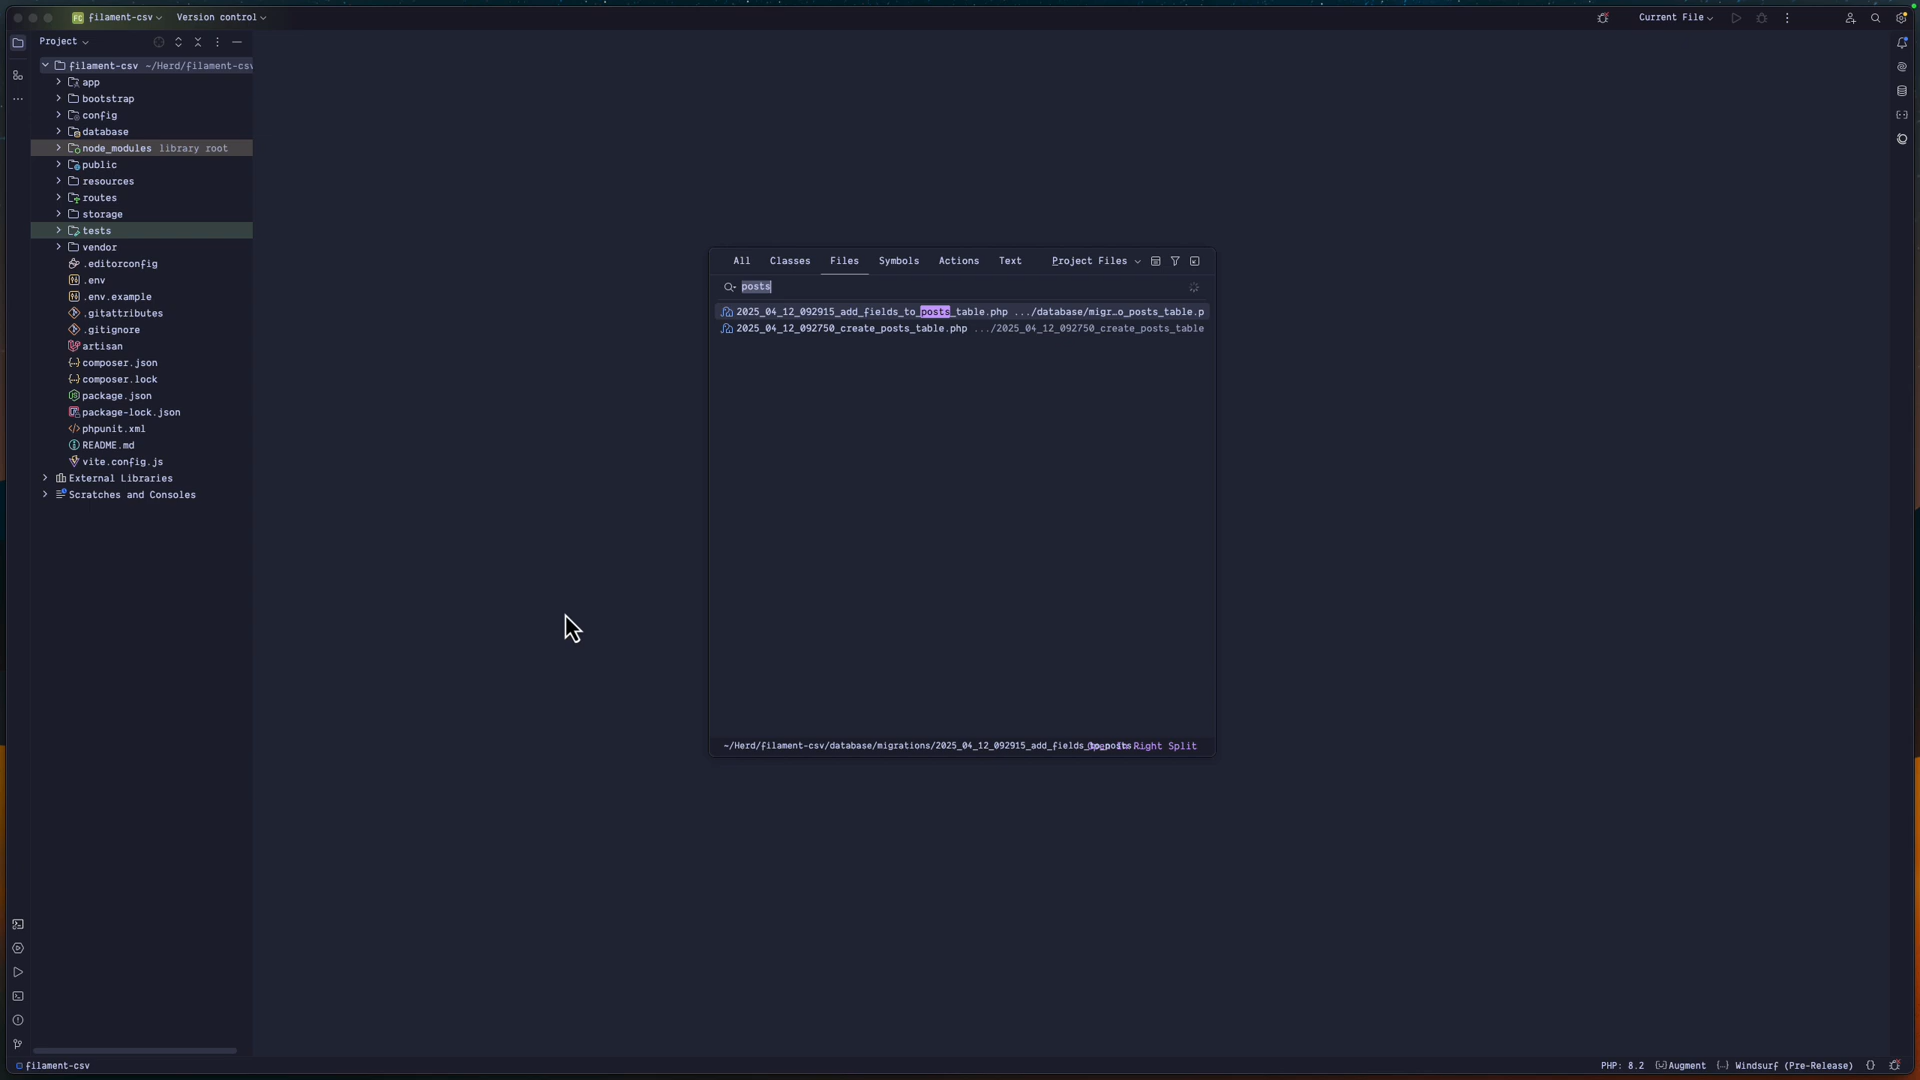 FC filament-csv Version control Current File
Project
filament-csv ~/Herd/filament-csv
app
bootstrap
config
database
node_modules library root
public
resources
routes
storage
tests
vendor
.editorconfig
.env
.env.example
.gitattributes
.gitignore
artisan
composer.json
composer.lock
package.json
package-lock.json
phpunit.xml
README.md
vite.config.js
External Libraries
Scratches and Consoles
All Classes Files Symbols Actions Text Project Files
posts
2025_04_12_092915_add_fields_to_posts_table.php .../database/migr…o_posts_table.p
2025_04_12_092750_create_posts_table.php .../2025_04_12_092750_create_posts_table
~/Herd/filament-csv/database/migrations/2025_04_12_092915_add_fields_to_posts Open In Right Split
filament-csv PHP: 8.2 Augment Windsurf (Pre-Release) {}